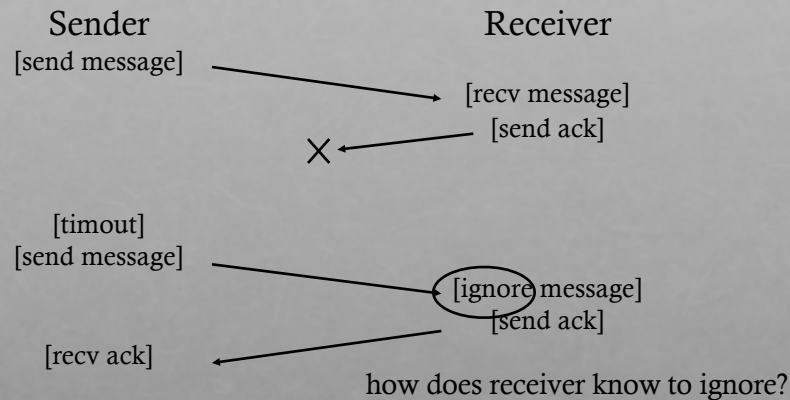 Sender
Receiver
[send message]
[recv message]
[send ack]
[timeout]
[send message]
[ignore message]
[send ack]
[recv ack]
how does receiver know to ignore?